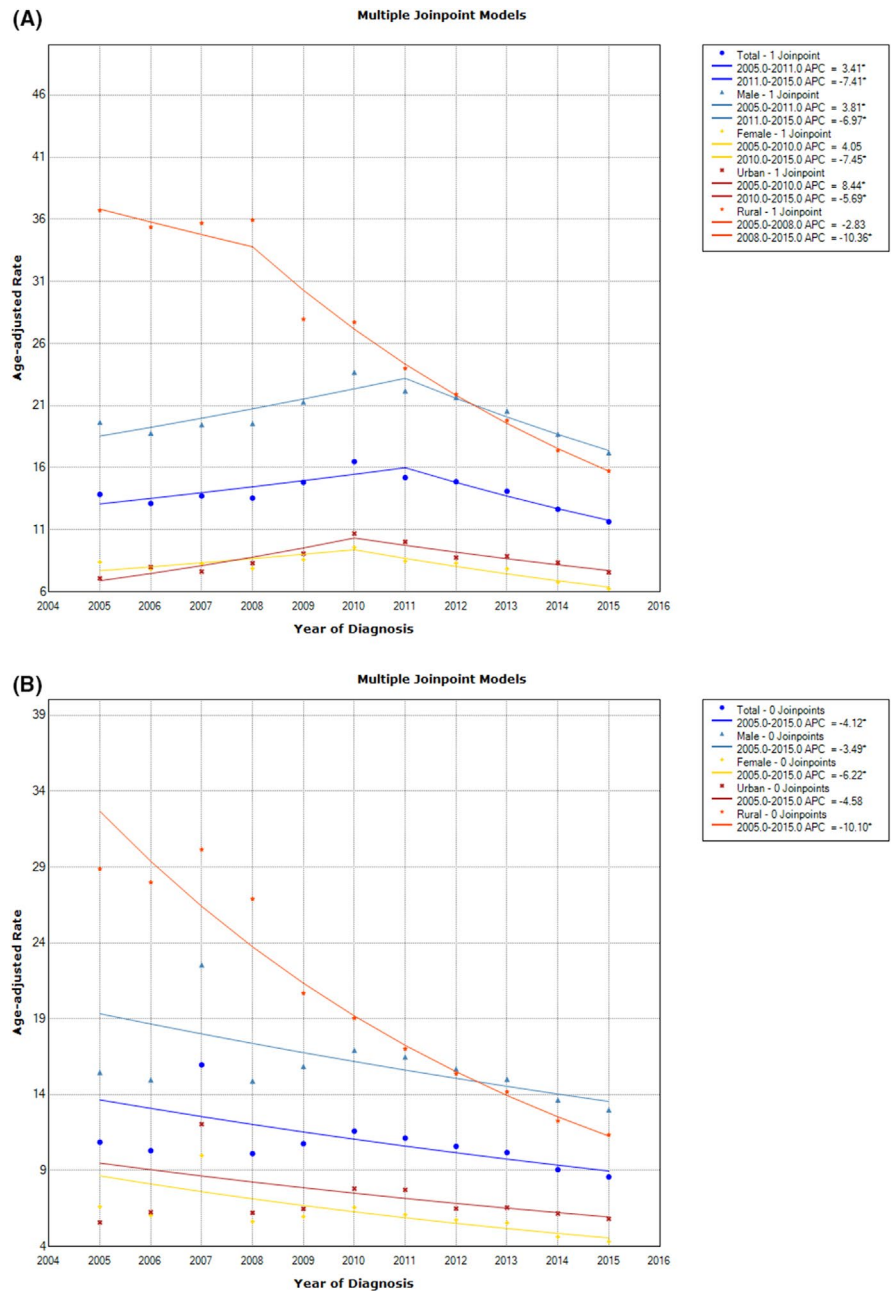 (A)
Multiple Joinpoint Models
Age-adjusted Rate
46
41
36
31
26
21
16
11
6
2004 2005 2006 2007 2008 2009 2010 2011 2012 2013 2014 2015 2016
Year of Diagnosis
Total - 1 Joinpoint
2005.0-2011.0 APC = 3.41*
2011.0-2015.0 APC = -7.41*
Male - 1 Joinpoint
2005.0-2011.0 APC = 3.81*
2011.0-2015.0 APC = -6.97*
Female - 1 Joinpoint
2005.0-2010.0 APC = 4.05
2010.0-2015.0 APC = -7.45*
Urban - 1 Joinpoint
2005.0-2010.0 APC = 8.44*
2010.0-2015.0 APC = -5.69*
Rural - 1 Joinpoint
2005.0-2008.0 APC = -2.83
2008.0-2015.0 APC = -10.36*
(B)
Multiple Joinpoint Models
Age-adjusted Rate
39
34
29
24
19
14
9
4
2004 2005 2006 2007 2008 2009 2010 2011 2012 2013 2014 2015 2016
Year of Diagnosis
Total - 0 Joinpoints
2005.0-2015.0 APC = -4.12*
Male - 0 Joinpoints
2005.0-2015.0 APC = -3.49*
Female - 0 Joinpoints
2005.0-2015.0 APC = -6.22*
Urban - 0 Joinpoints
2005.0-2015.0 APC = -4.58
Rural - 0 Joinpoints
2005.0-2015.0 APC = -10.10*